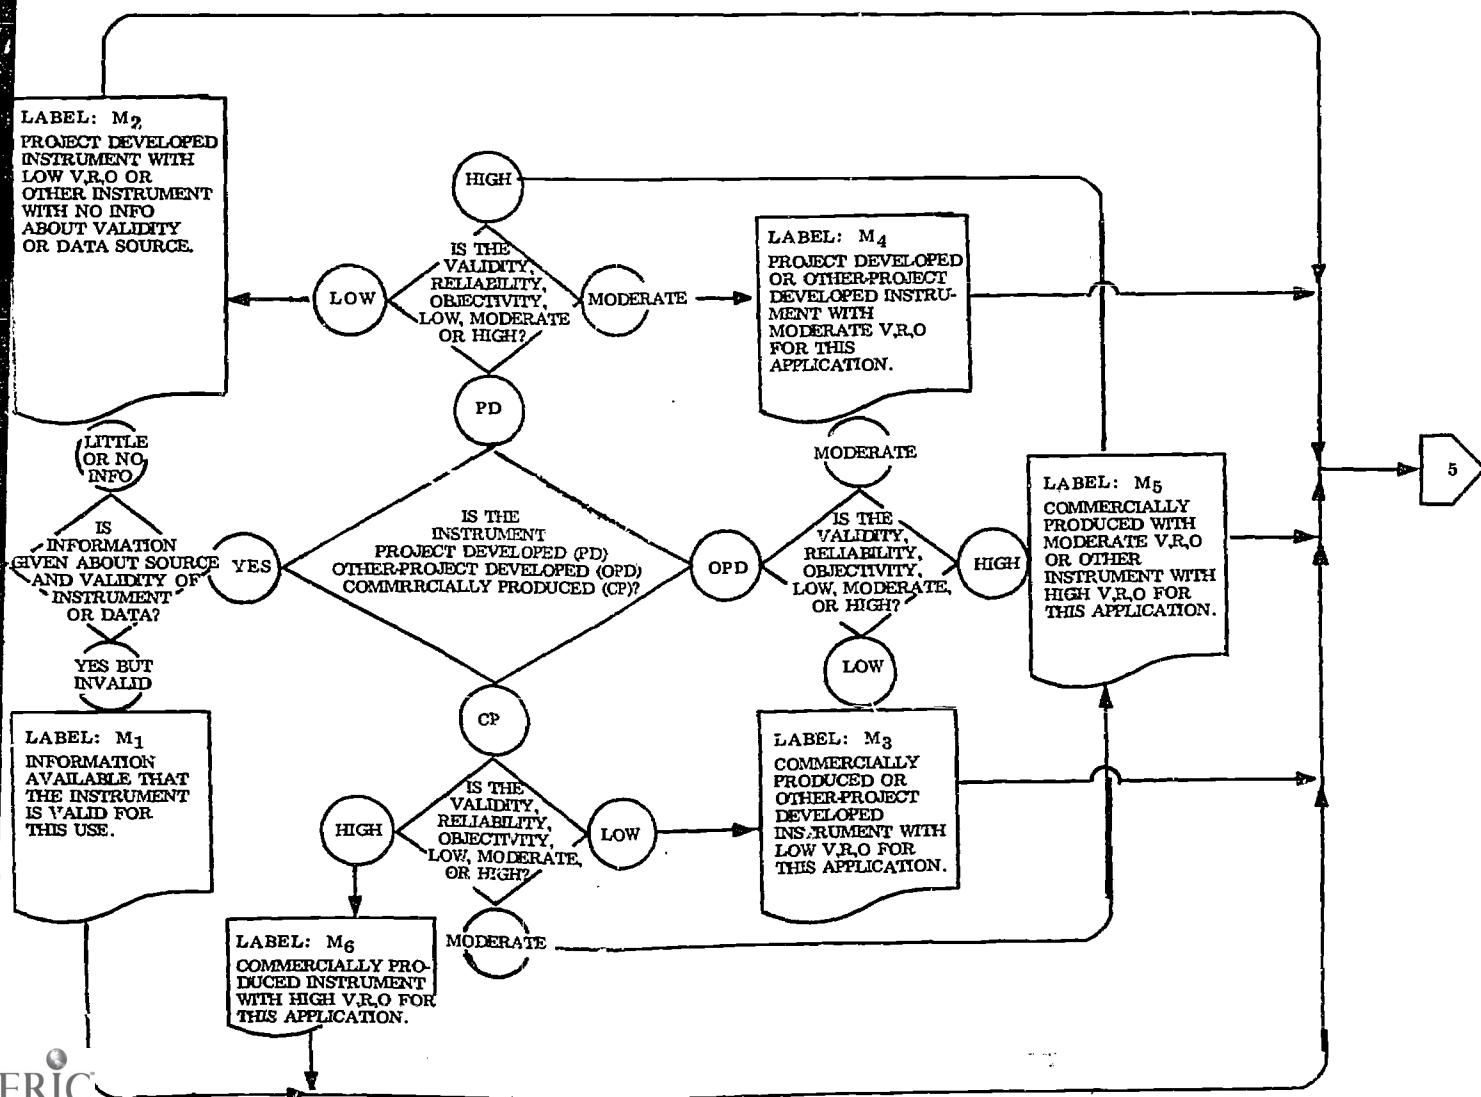 LABEL: M2
PROJECT DEVELOPED
INSTRUMENT WITH
LOW V,R,O OR
OTHER INSTRUMENT
WITH NO INFO
ABOUT VALIDITY
OR DATA SOURCE.
HIGH
IS THE
VALIDITY,
RELIABILITY,
OBJECTIVITY,
LOW, MODERATE
OR HIGH?
LOW
MODERATE
PD
LABEL: M4
PROJECT DEVELOPED
OR OTHER-PROJECT
DEVELOPED INSTRU-
MENT WITH
MODERATE V,R,O
FOR THIS
APPLICATION.
LITTLE
OR NO
INFO
IS
INFORMATION
GIVEN ABOUT SOURCE
AND VALIDITY OF
INSTRUMENT
OR DATA?
YES
YES BUT
INVALID
IS THE
INSTRUMENT
PROJECT DEVELOPED (PD)
OTHER-PROJECT DEVELOPED (OPD)
COMMRRCIALLY PRODUCED (CP)?
OPD
MODERATE
IS THE
VALIDITY,
RELIABILITY,
OBJECTIVITY,
LOW, MODERATE,
OR HIGH?
HIGH
LOW
LABEL: M5
COMMERCIALLY
PRODUCED WITH
MODERATE V,R,O
OR OTHER
INSTRUMENT WITH
HIGH V,R,O FOR
THIS APPLICATION.
5
LABEL: M1
INFORMATION
AVAILABLE THAT
THE INSTRUMENT
IS VALID FOR
THIS USE.
CP
IS THE
VALIDITY,
RELIABILITY,
OBJECTIVITY,
LOW, MODERATE,
OR HIGH?
HIGH
LOW
MODERATE
LABEL: M3
COMMERCIALLY
PRODUCED OR
OTHER-PROJECT
DEVELOPED
INSTRUMENT WITH
LOW V,R,O FOR
THIS APPLICATION.
LABEL: M6
COMMERCIALLY PRO-
DUCED INSTRUMENT
WITH HIGH V,R,O FOR
THIS APPLICATION.
ERIC